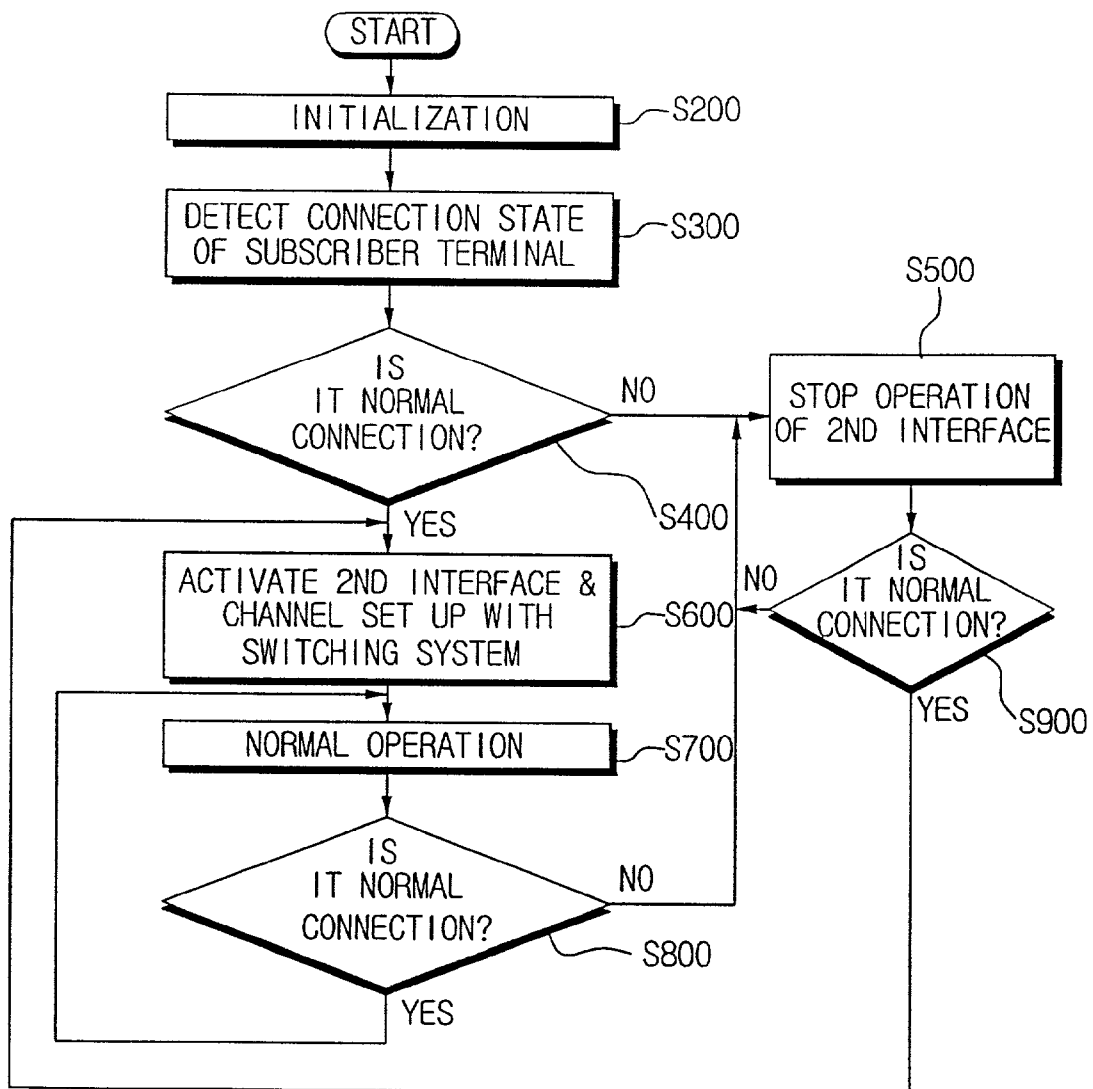 START
INITIALIZATION
S200
DETECT CONNECTION STATE
OF SUBSCRIBER TERMINAL
S300
IS
IT NORMAL
CONNECTION?
NO
S400
YES
S500
STOP OPERATION
OF 2ND INTERFACE
IS
IT NORMAL
CONNECTION?
NO
YES
S900
ACTIVATE 2ND INTERFACE &
CHANNEL SET UP WITH
SWITCHING SYSTEM
S600
NORMAL OPERATION
S700
IS
IT NORMAL
CONNECTION?
NO
S800
YES